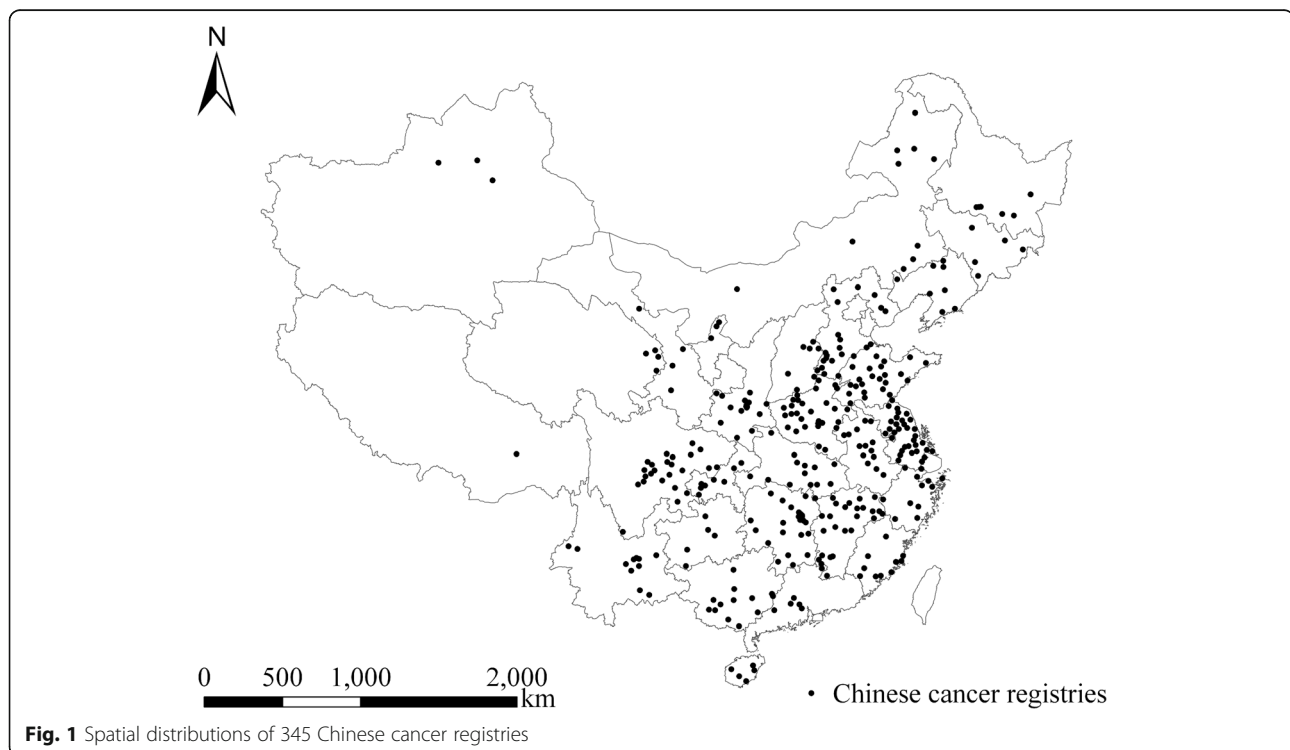 N
0 500 1,000 2,000
km
Chinese cancer registries
Fig. 1 Spatial distributions of 345 Chinese cancer registries